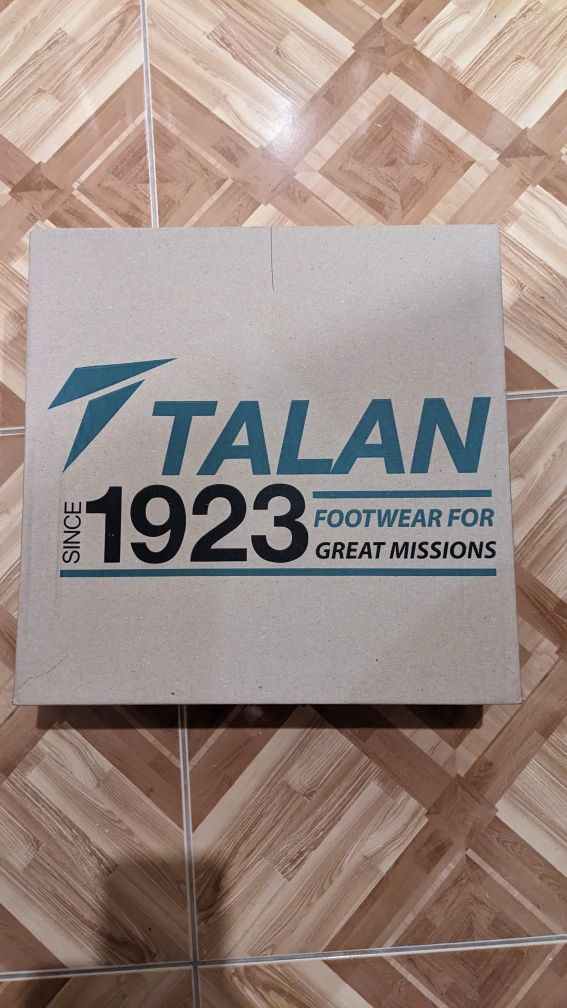 TALAN
SINCE 1923
FOOTWEAR FOR
GREAT MISSIONS